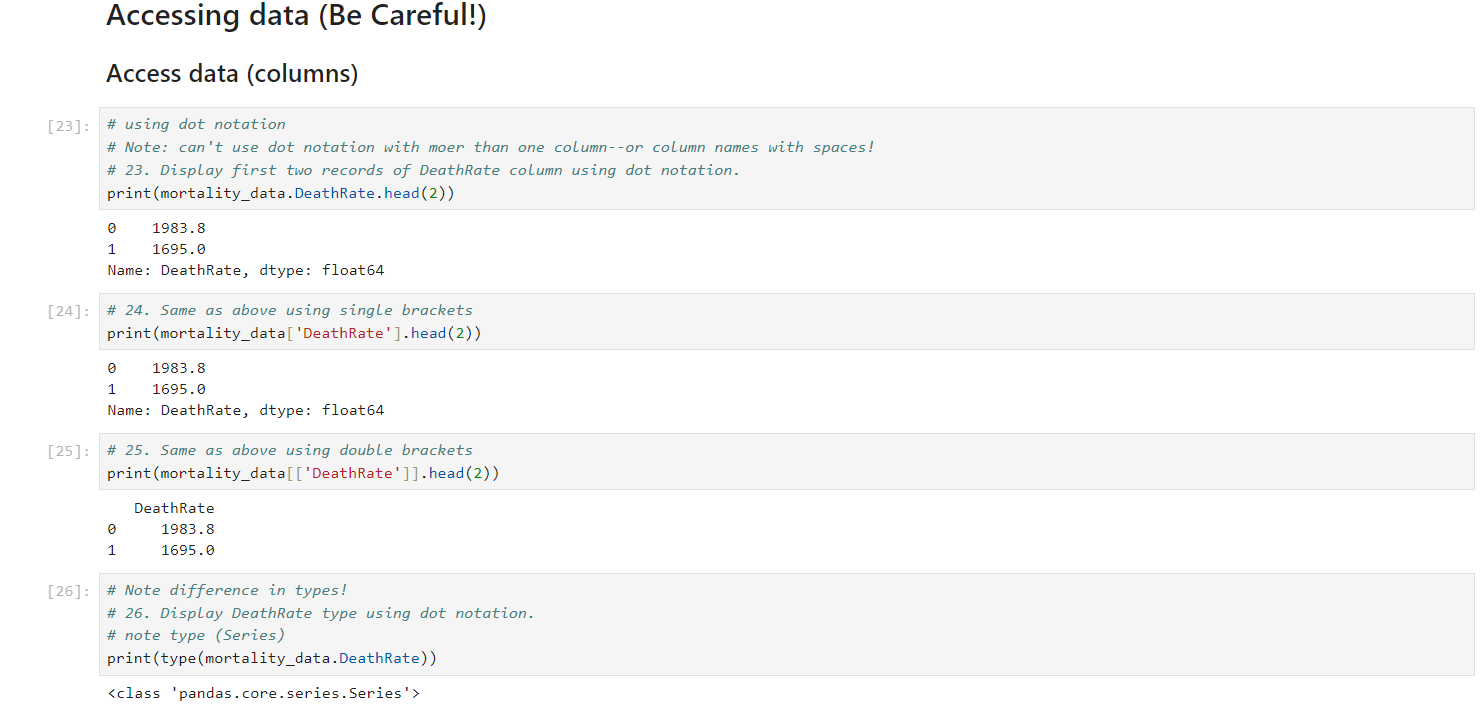 Accessing data (Be Careful!)
Access data (columns)
[23]: # using dot notation
# Note: can't use dot notation with moer than one column--or column names with spaces!
# 23. Display first two records of DeathRate column using dot notation.
print(mortality_data.DeathRate.head(2))
0    1983.8
1    1695.0
Name: DeathRate, dtype: float64
[24]: # 24. Same as above using single brackets
print(mortality_data['DeathRate'].head(2))
0    1983.8
1    1695.0
Name: DeathRate, dtype: float64
[25]: # 25. Same as above using double brackets
print(mortality_data[['DeathRate']].head(2))
   DeathRate
0     1983.8
1     1695.0
[26]: # Note difference in types!
# 26. Display DeathRate type using dot notation.
# note type (Series)
print(type(mortality_data.DeathRate))
<class 'pandas.core.series.Series'>